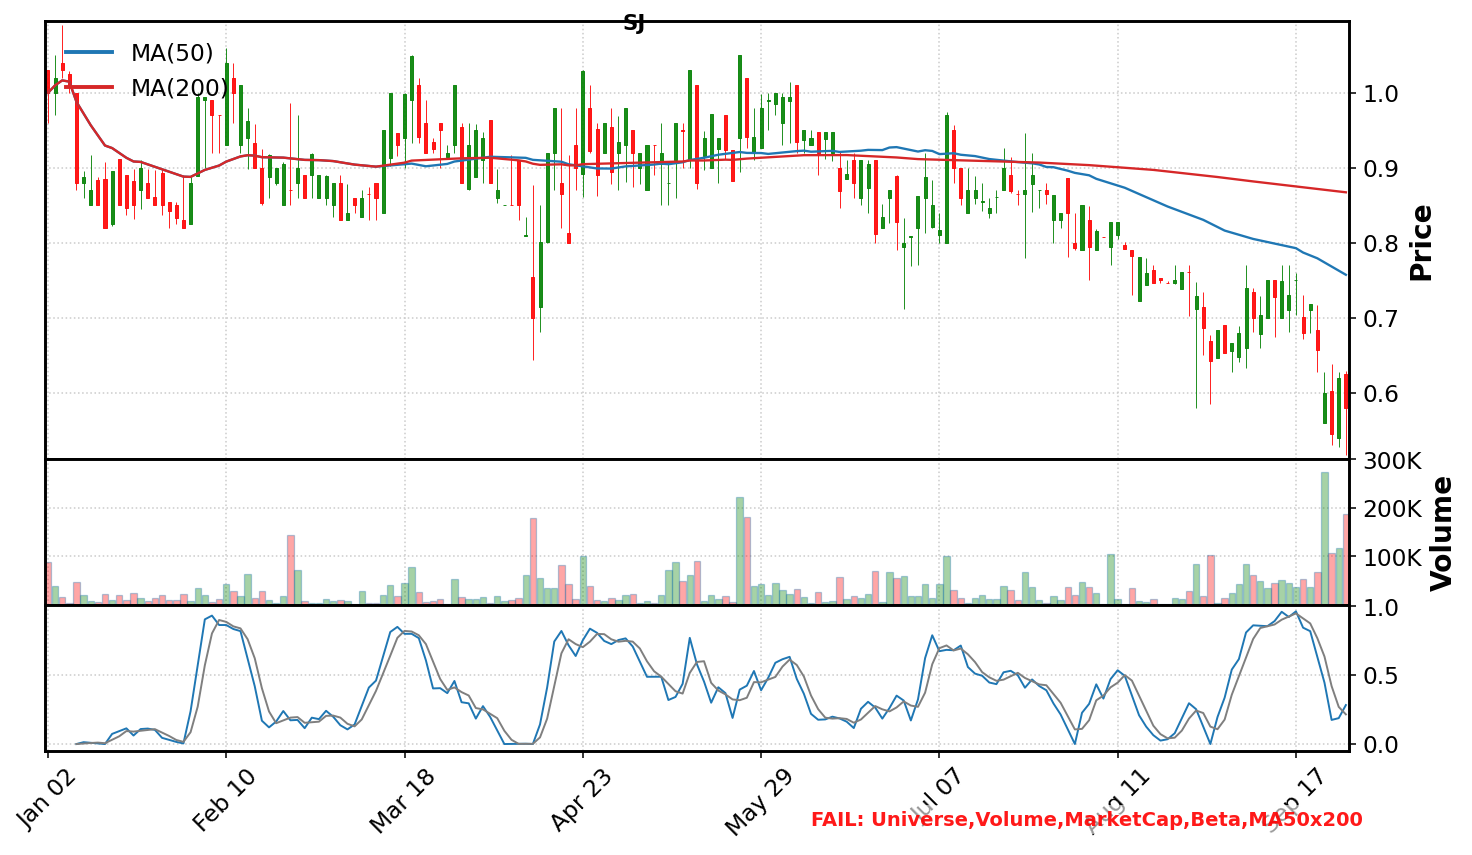 SJ
MA(50)
MA(200)
1.0
0.9
0.8
0.7
0.6
Price
300K
200K
100K
Volume
1.0
0.5
0.0
Jan 02
Feb 10
Mar 18
Apr 23
May 29
Jul 07
Aug 11
Sep 17
FAIL: Universe,Volume,MarketCap,Beta,MA50x200